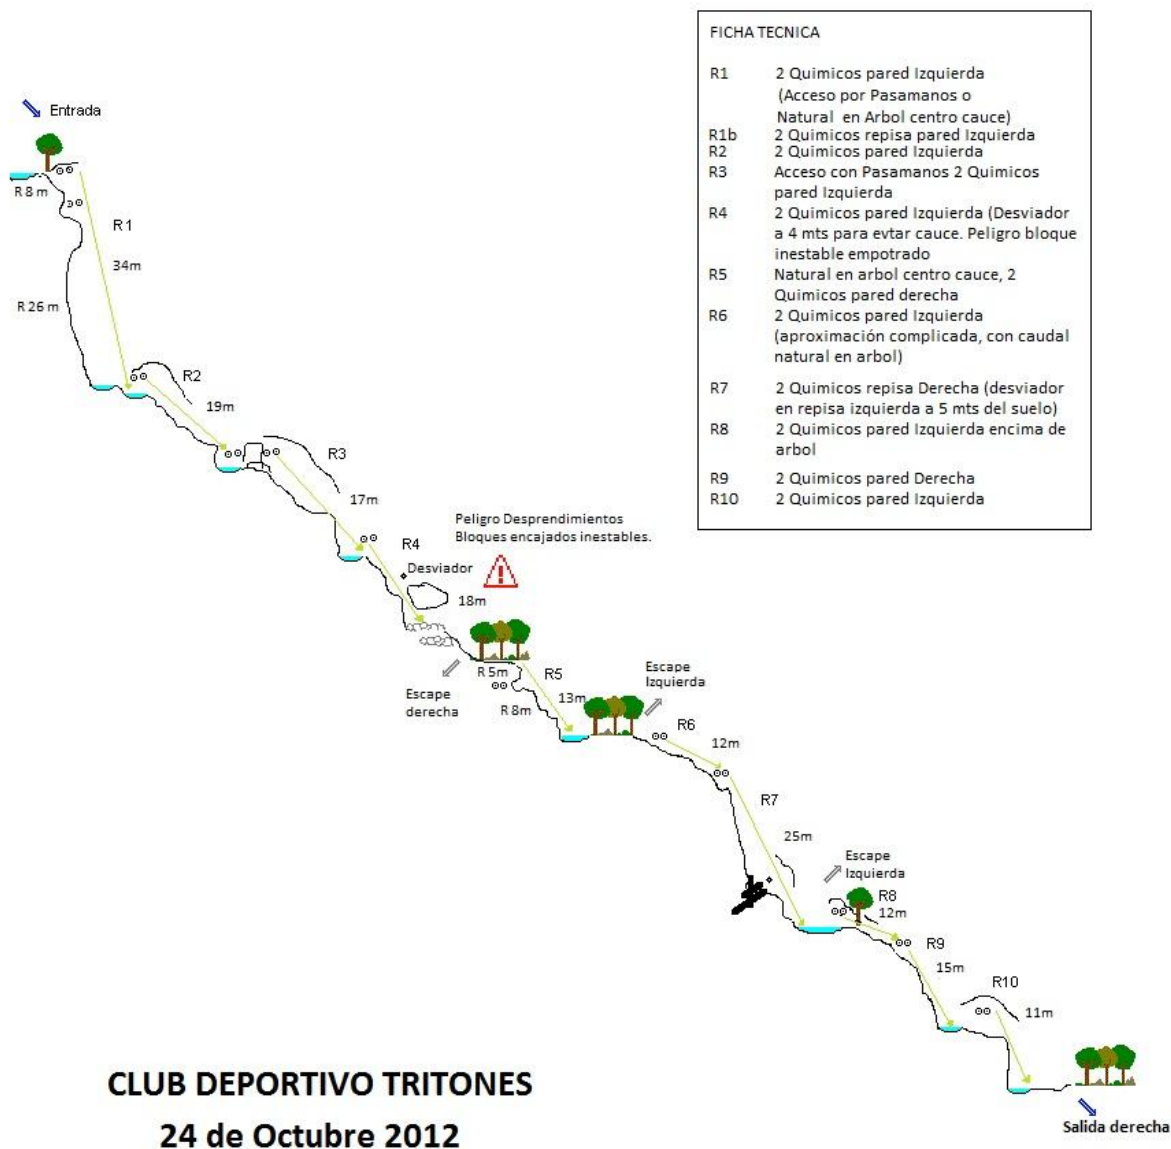 FICHA TECNICA
R1 2 Quimicos pared Izquierda
(Acceso por Pasamanos o
Natural en Arbol centro cauce)
R1b 2 Quimicos repisa pared Izquierda
R2 2 Quimicos pared Izquierda
R3 Acceso con Pasamanos 2 Quimicos
pared Izquierda
R4 2 Quimicos pared Izquierda (Desviador
a 4 mts para evtar cauce. Peligro bloque
inestable empotrado
R5 Natural en arbol centro cauce, 2
Quimicos pared derecha
R6 2 Quimicos pared Izquierda
(aproximación complicada, con caudal
natural en arbol)
R7 2 Quimicos repisa Derecha (desviador
en repisa izquierda a 5 mts del suelo)
R8 2 Quimicos pared Izquierda encima de
arbol
R9 2 Quimicos pared Derecha
R10 2 Quimicos pared Izquierda
Entrada
R 8 m
R1
34m
R 26 m
R2
19m
R3
17m
Peligro Desprendimientos
Bloques encajados inestables.
R4
Desviador
18m
R 5m
R5
Escape
derecha
13m
R 8m
Escape
Izquierda
R6
12m
R7
25m
Escape
Izquierda
R8
12m
R9
15m
R10
11m
CLUB DEPORTIVO TRITONES
24 de Octubre 2012
Salida derecha